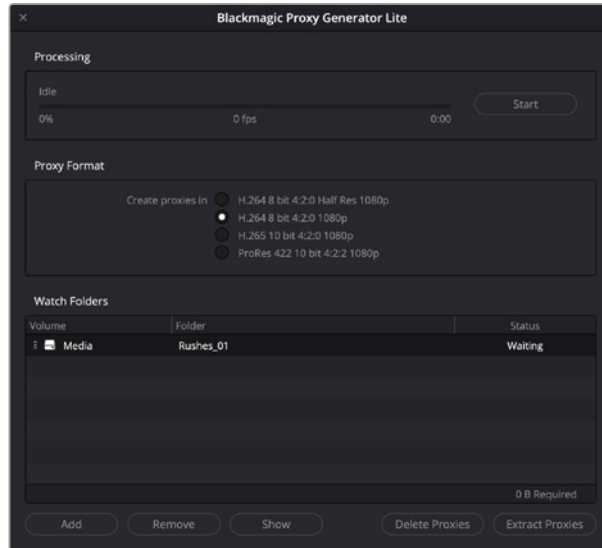 Blackmagic Proxy Generator Lite
Processing
Idle
0% 0 fps 0:00
Start
Proxy Format
Create proxies in H.264 8 bit 4:2:0 Half Res 1080p
H.264 8 bit 4:2:0 1080p
H.265 10 bit 4:2:0 1080p
ProRes 422 10 bit 4:2:2 1080p
Watch Folders
Volume Folder Status
Media Rushes_01 Waiting
0 B Required
Add Remove Show Delete Proxies Extract Proxies